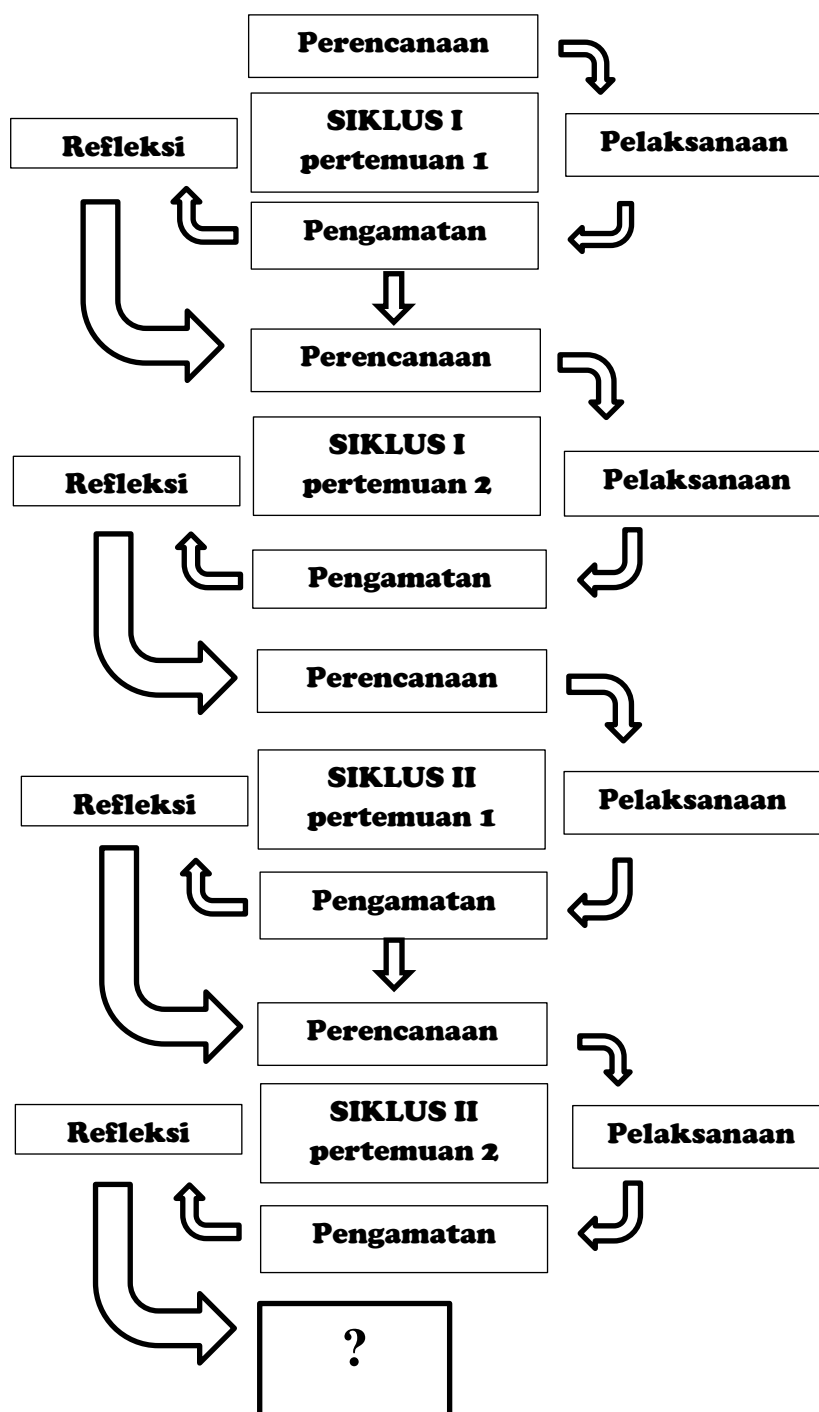 Perencanaan
SIKLUS I
pertemuan 1
Refleksi
Pelaksanaan
Pengamatan
Perencanaan
SIKLUS I
pertemuan 2
Refleksi
Pelaksanaan
Pengamatan
Perencanaan
SIKLUS II
pertemuan 1
Refleksi
Pelaksanaan
Pengamatan
Perencanaan
SIKLUS II
pertemuan 2
Refleksi
Pelaksanaan
Pengamatan
?